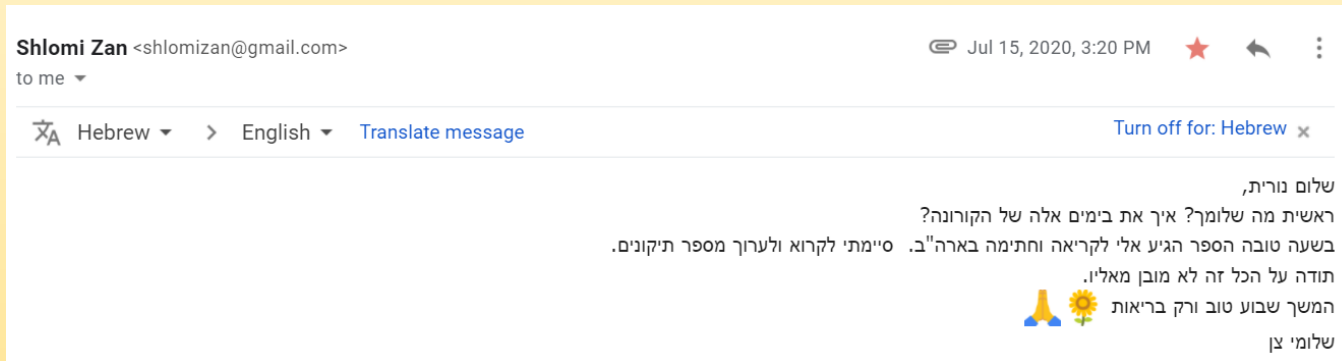 Shlomi Zan <shlomizan@gmail.com>
Jul 15, 2020, 3:20 PM
to me
Hebrew > English Translate message
Turn off for: Hebrew ×
שלום נורית,
ראשית מה שלומך? איך את בימים אלה של הקורונה?
בשעה טובה הספר הגיע אלי לקריאה וחתימה בארה"ב. סיימתי לקרוא ולערוך מספר תיקונים.
תודה על הכל זה לא מובן מאליו.
המשך שבוע טוב ורק בריאות 🌻🙏
שלומי צן